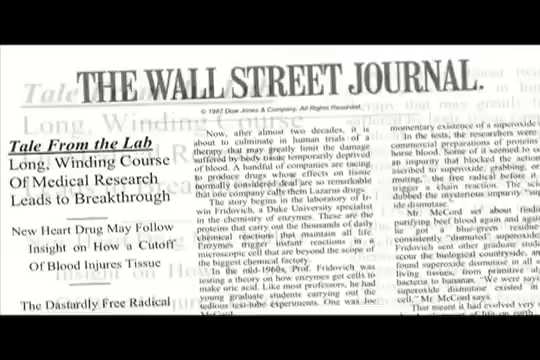 THE WALL STREET JOURNAL.
© 1987 Dow Jones & Company, All Rights Reserved.
Tale From the Lab
Long, Winding Course
Of Medical Research
Leads to Breakthrough
New Heart Drug May Follow
Insight on How a Cutoff
Of Blood Injures Tissue
The Dastardly Free Radical
Now, after almost two decades, it is
about to culminate in human trials of a
therapy that may greatly limit the damage
suffered by body tissue temporarily deprived
of blood. A handful of companies are racing
to produce drugs whose effects on tissue
normally considered dead are so remarkable
that one company calls them Lazarus drugs.
The story begins in the laboratory of Ir-
win Fridovich, a Duke University specialist
in the chemistry of enzymes. These are the
proteins that carry out the thousands of daily
chemical reactions that maintain all life.
Enzymes trigger instant reactions in a
microscopic cell that are beyond the scope of
the biggest chemical factory.
In the mid-1960s, Prof. Fridovich was
testing a theory on how enzymes get cells to
make uric acid. Like most professors, he had
young graduate students carrying out the
tedious test-tube experiments. One was Joe
momentary existence of a superoxide
In the tests, the researchers were
commercial preparations of proteins
horse blood. Some of it seemed to co
an impurity that blocked the action
ascribed to superoxide, grabbing, or
muting," the free radical before it
trigger a chain reaction. The sci
dubbed the mysterious impurity "sup
ide dismutase."
Mr. McCord set about findin
purifying beef blood again and again
he got a blue-green residue
consistently "dismuted" superoxide
Fridovich sent other graduate stud
scour the biological countryside, and
found superoxide dismutase in all s
living tissues, from primitive al
bacteria to bananas. "We were say
superoxide dismutase existed in
cell," Mr. McCord says.
That meant it had evolved very e